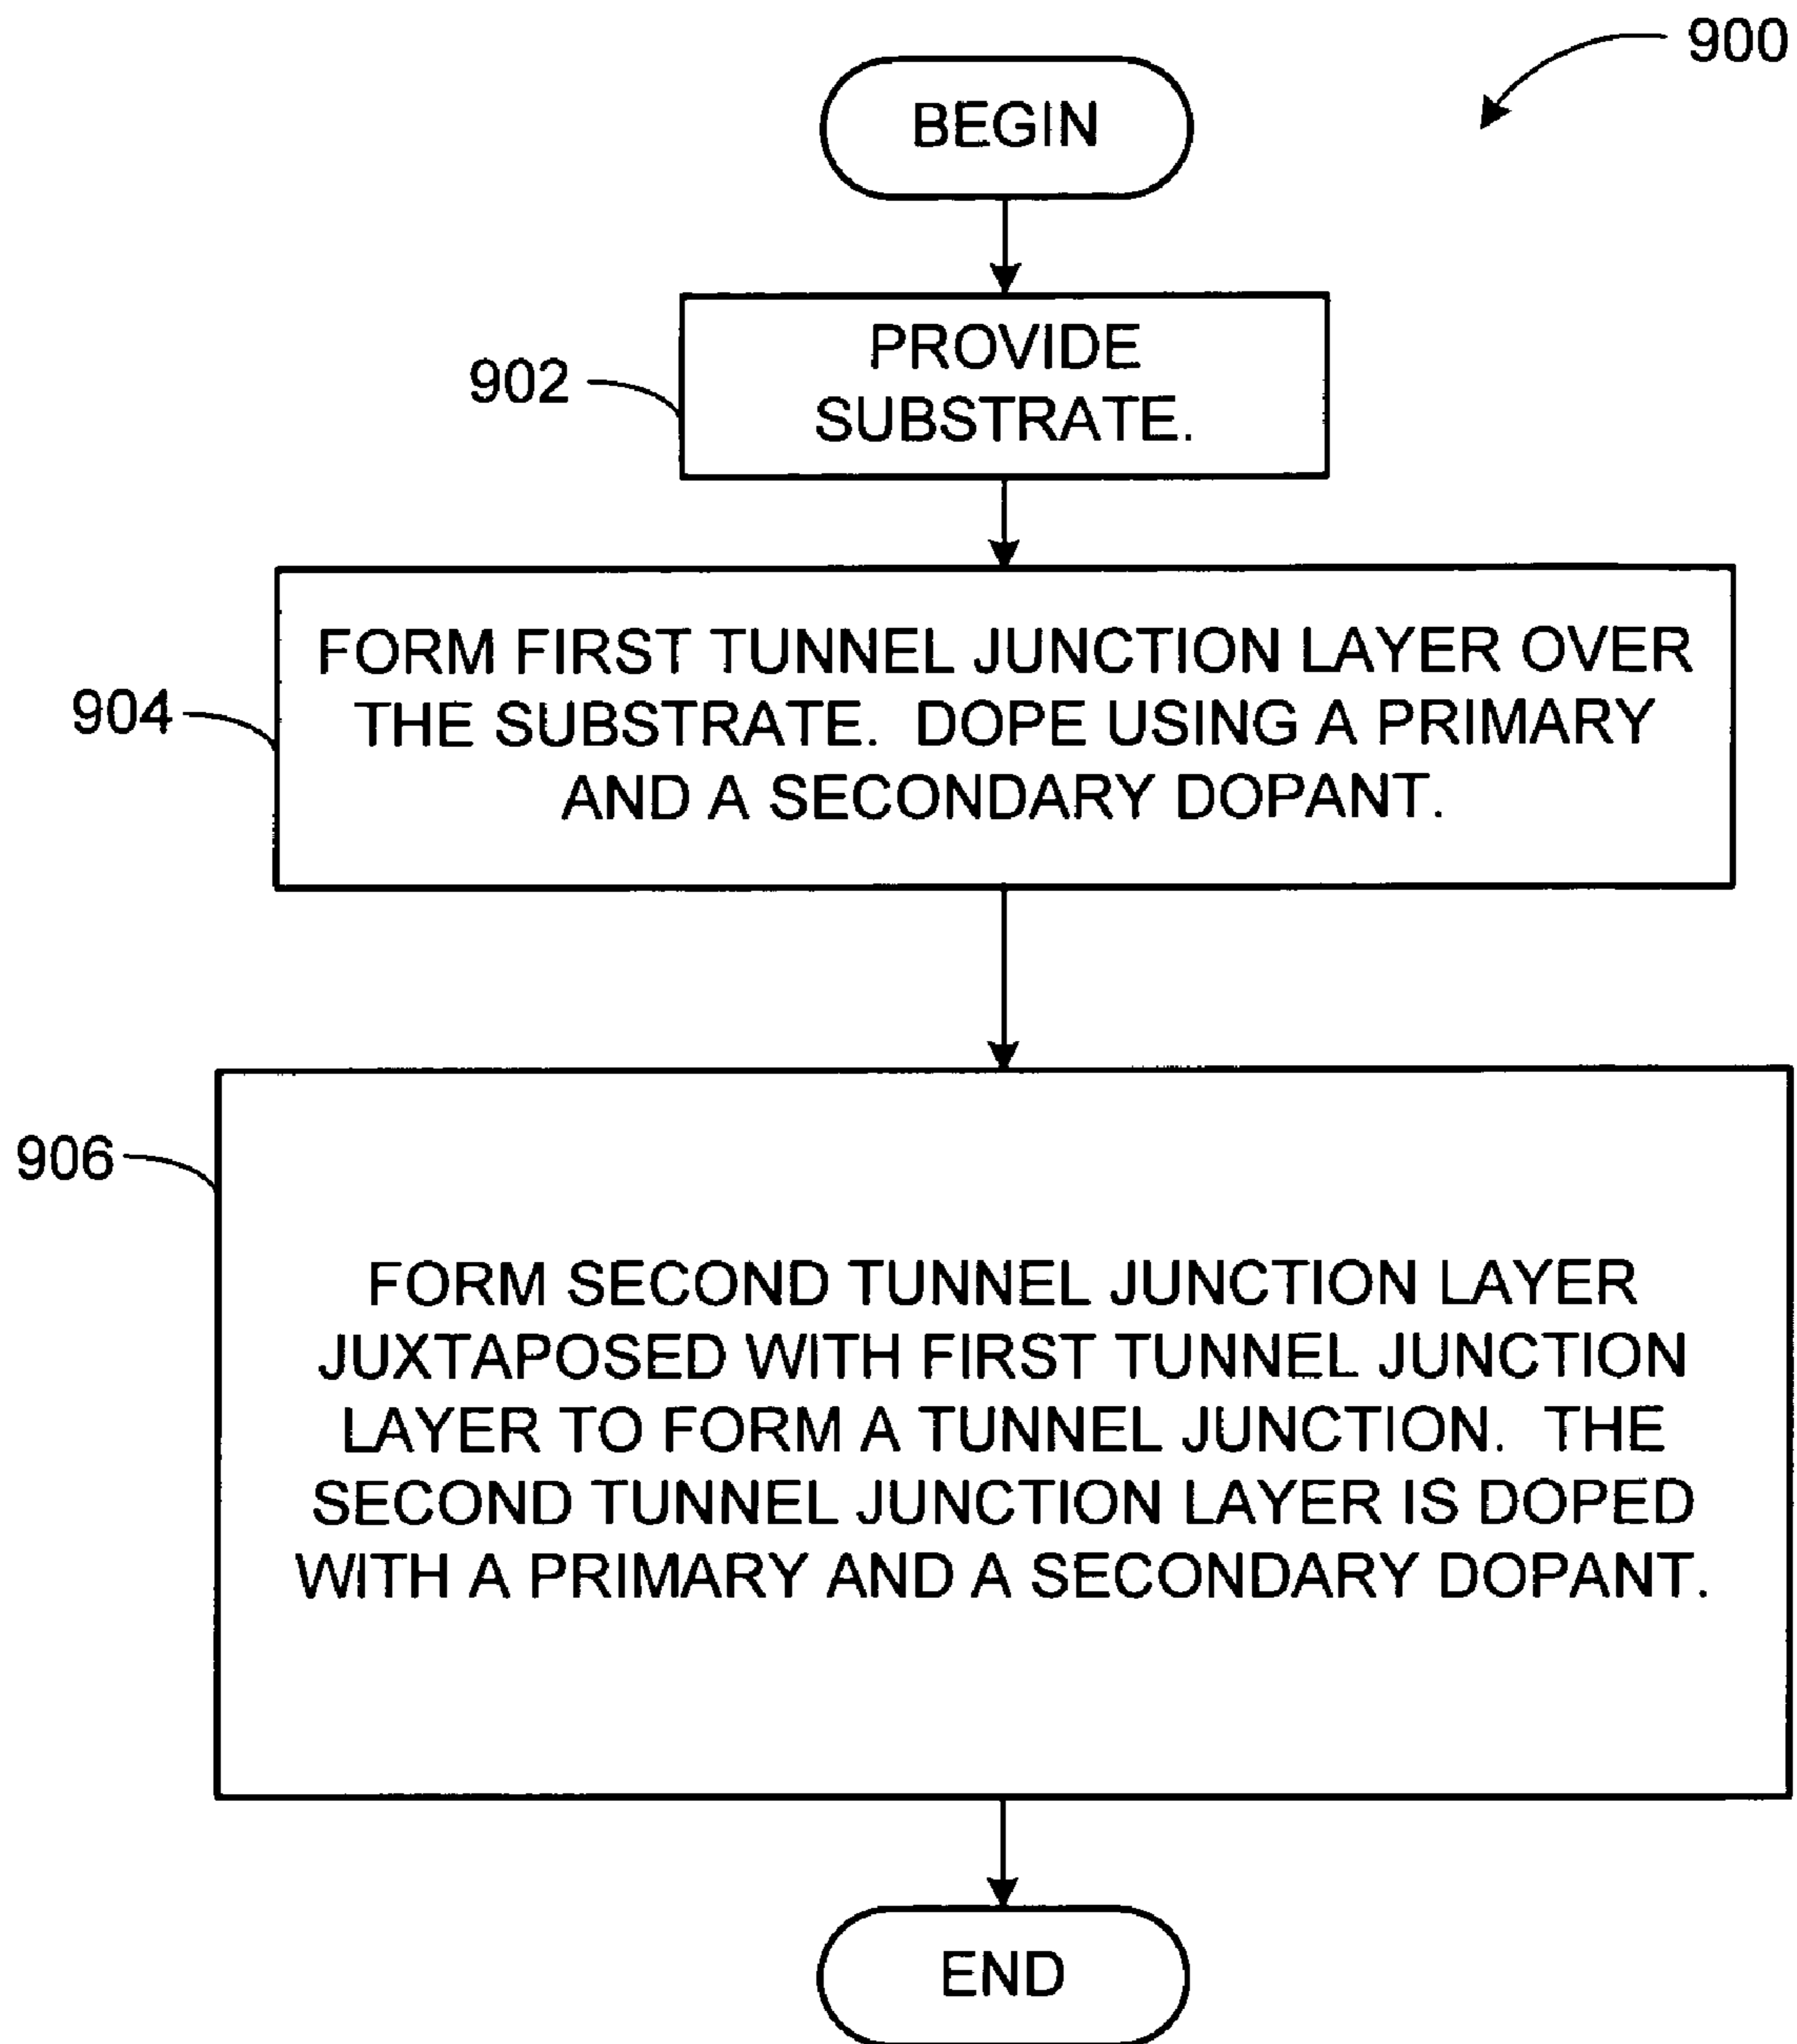 900
BEGIN
902
PROVIDE
SUBSTRATE.
904
FORM FIRST TUNNEL JUNCTION LAYER OVER
THE SUBSTRATE. DOPE USING A PRIMARY
AND A SECONDARY DOPANT.
906
FORM SECOND TUNNEL JUNCTION LAYER
JUXTAPOSED WITH FIRST TUNNEL JUNCTION
LAYER TO FORM A TUNNEL JUNCTION. THE
SECOND TUNNEL JUNCTION LAYER IS DOPED
WITH A PRIMARY AND A SECONDARY DOPANT.
END